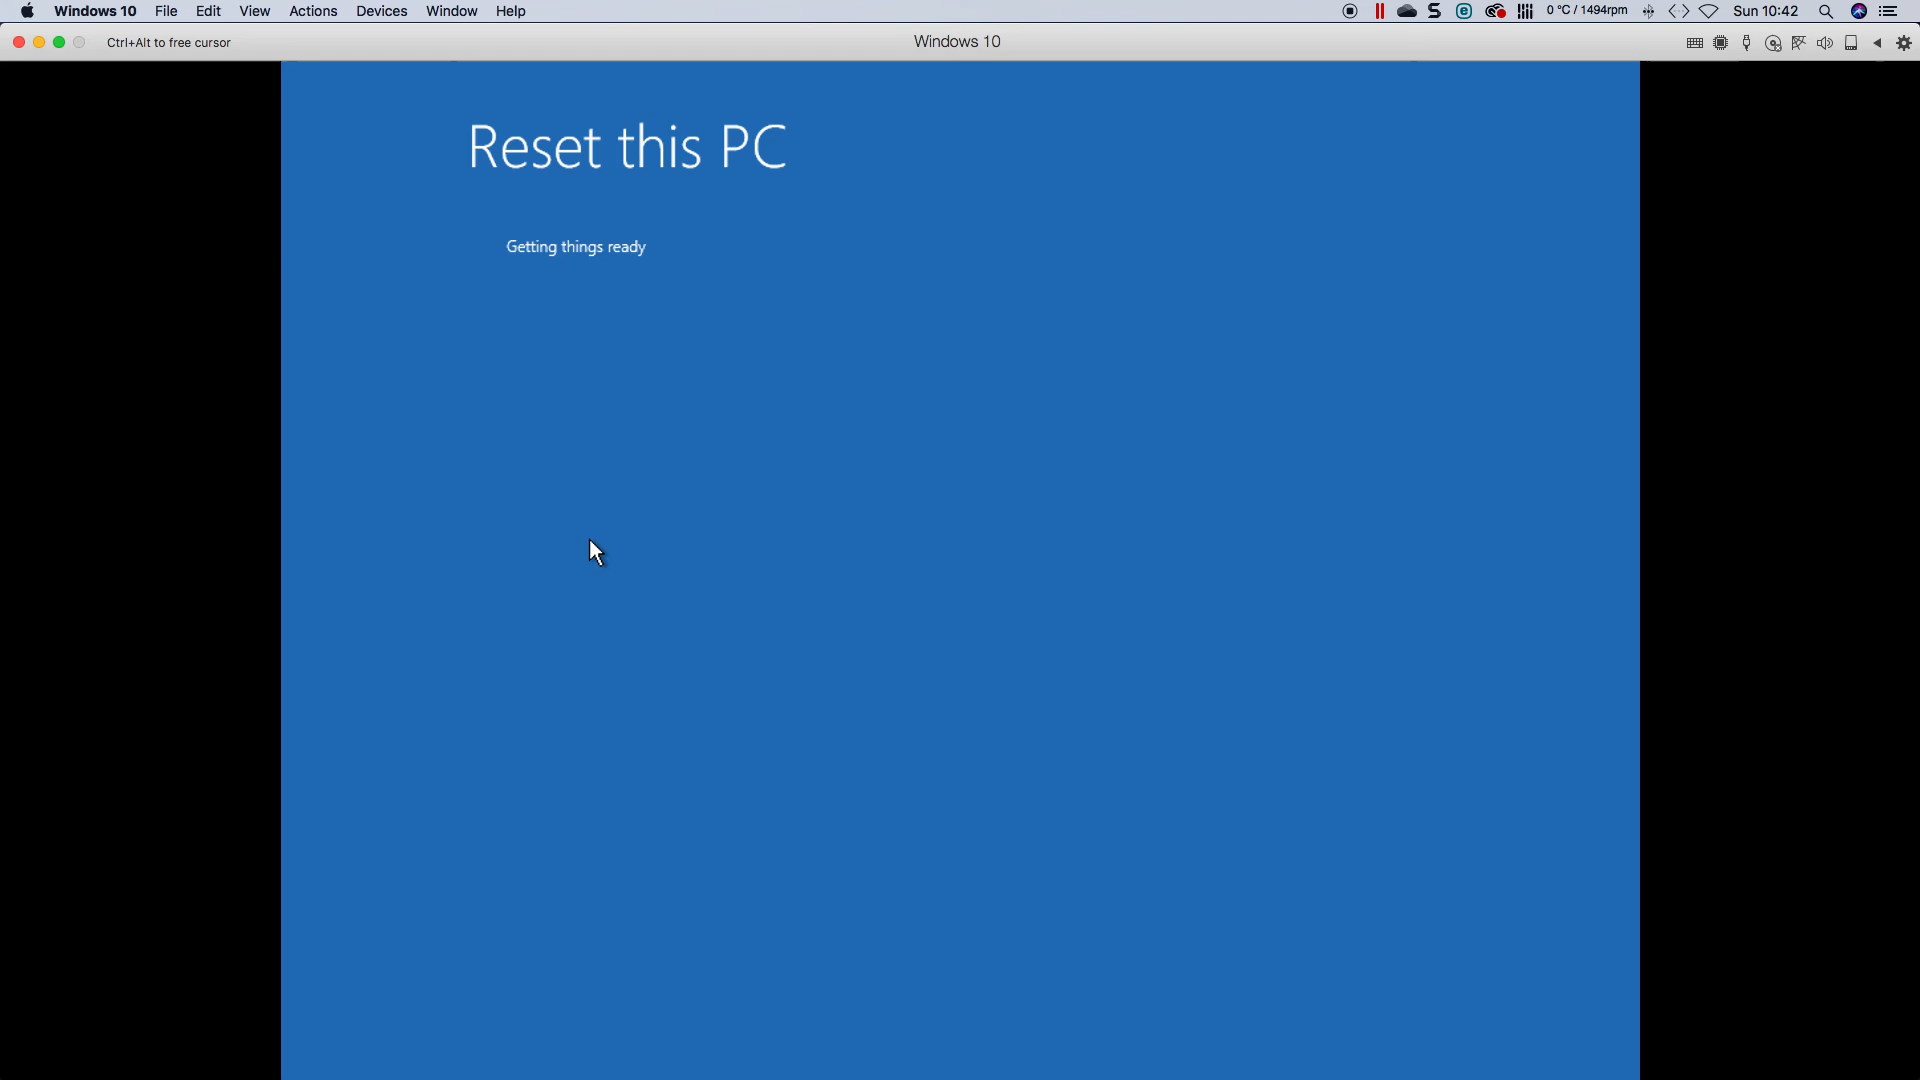 Windows 10 File Edit View Actions Devices Window Help 0 °C / 1494rpm Sun 10:42
Ctrl+Alt to free cursor Windows 10
Reset this PC
Getting things ready